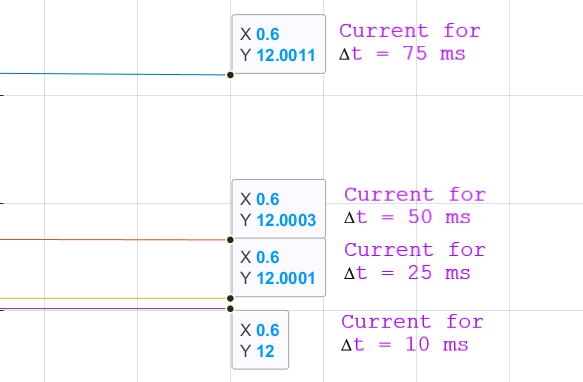 X 0.6
Y 12.0011
Current for
Δt = 75 ms
X 0.6
Y 12.0003
Current for
Δt = 50 ms
X 0.6
Y 12.0001
Current for
Δt = 25 ms
X 0.6
Y 12
Current for
Δt = 10 ms